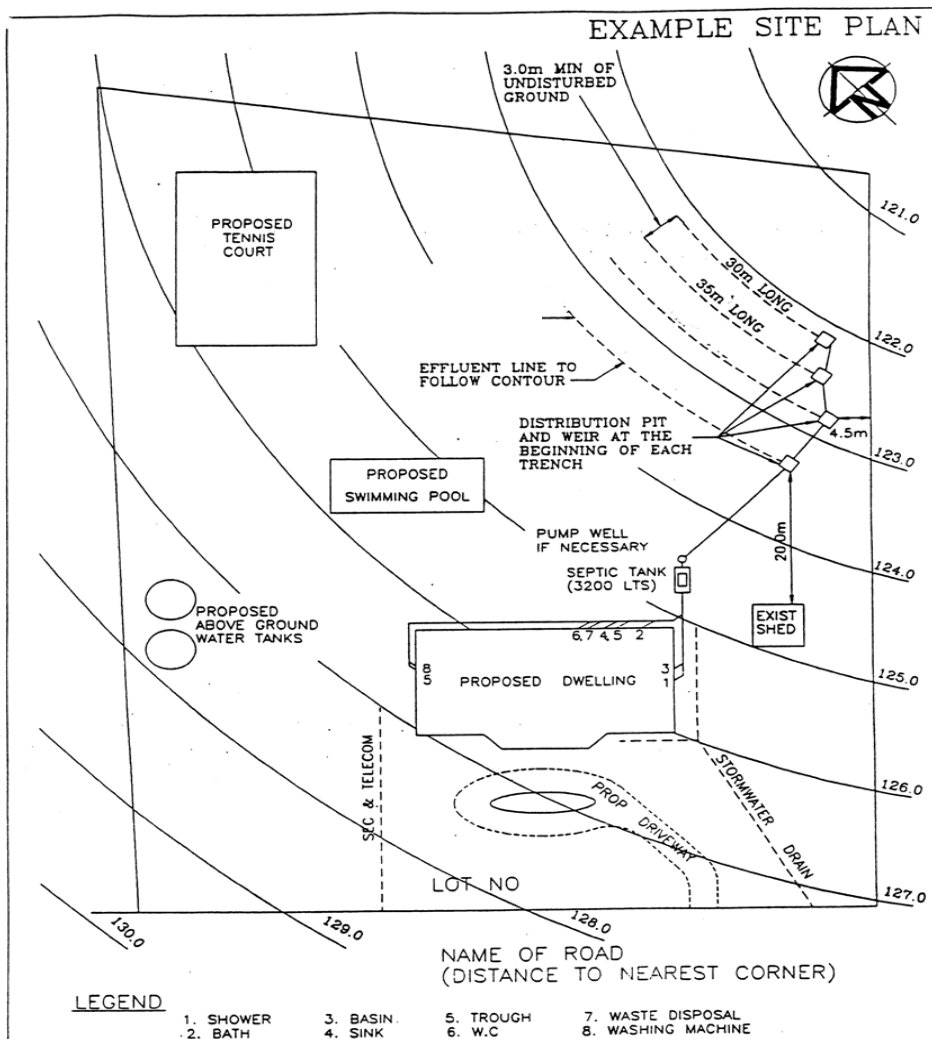 EXAMPLE SITE PLAN
3.0m MIN OF
UNDISTURBED
GROUND
N
121.0
PROPOSED
TENNIS
COURT
30m LONG
35m LONG
122.0
EFFLUENT LINE TO
FOLLOW CONTOUR
DISTRIBUTION PIT
AND WEIR AT THE
BEGINNING OF EACH
TRENCH
4.5m
123.0
PROPOSED
SWIMMING POOL
PUMP WELL
IF NECESSARY
20.0m
SEPTIC TANK
(3200 LTS)
124.0
PROPOSED
ABOVE GROUND
WATER TANKS
EXIST
SHED
6,7 4,5 2
8
5
PROPOSED DWELLING
3
1
125.0
SEC & TELECOM
PROP
DRIVEWAY
STORMWATER
DRAIN
126.0
LOT NO
127.0
130.0
129.0
128.0
NAME OF ROAD
(DISTANCE TO NEAREST CORNER)
LEGEND
1. SHOWER 3. BASIN 5. TROUGH 7. WASTE DISPOSAL
2. BATH 4. SINK 6. W.C 8. WASHING MACHINE